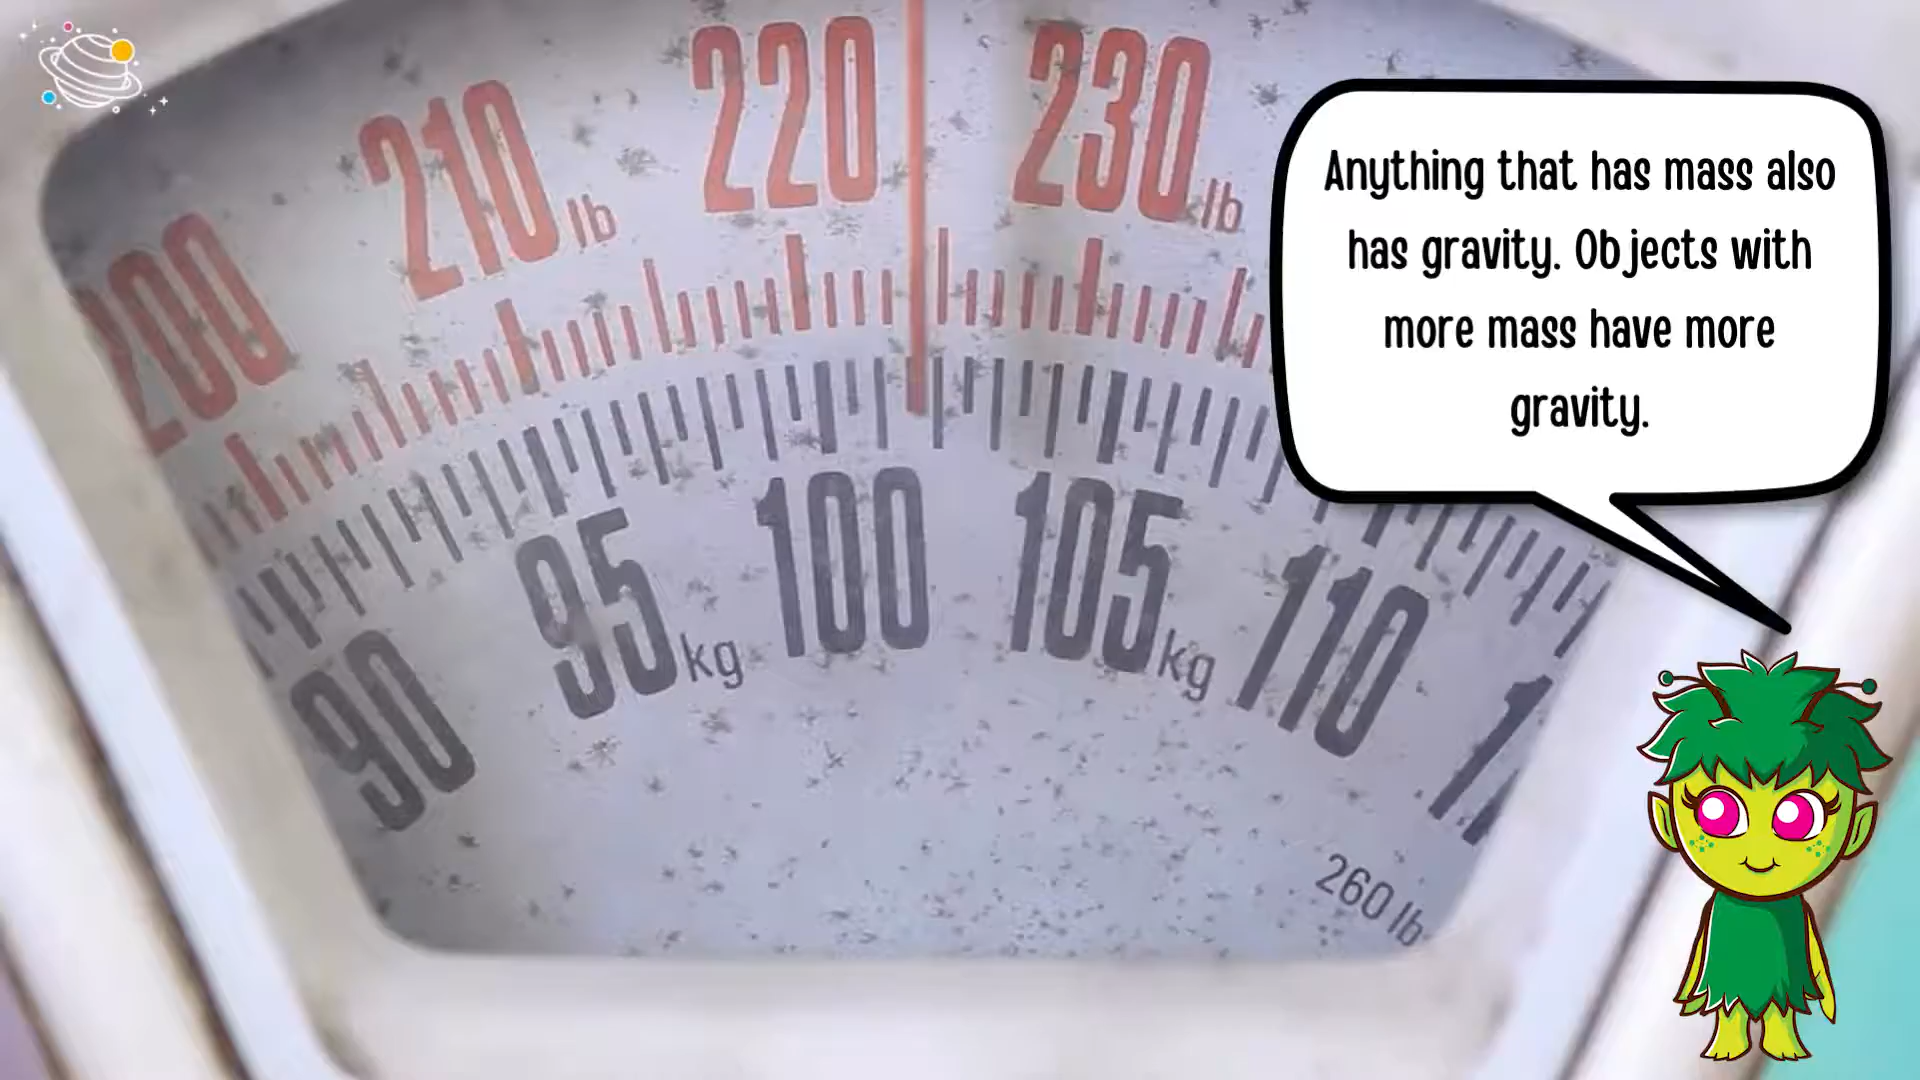 200 210 lb 220 230 lb
90 95 kg 100 105 kg 110
260 lb
Anything that has mass also
has gravity. Objects with
more mass have more
gravity.